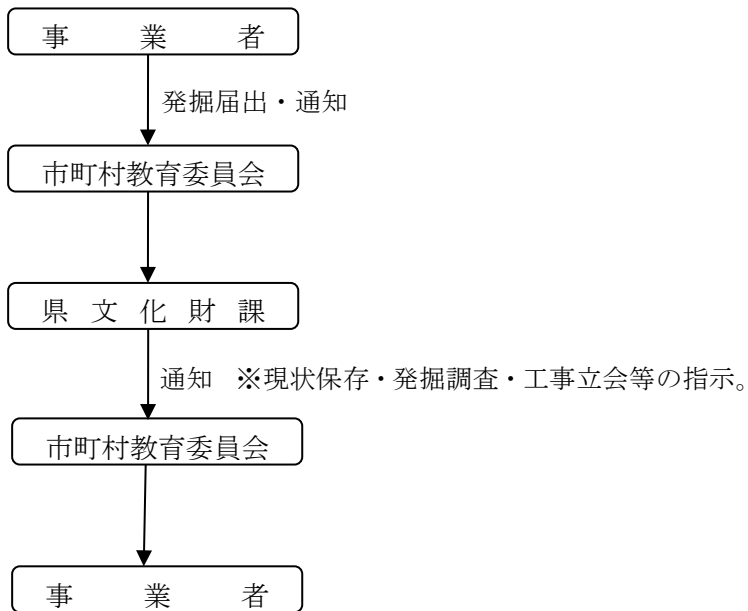 事　業　者
発掘届出・通知
市町村教育委員会
県 文 化 財 課
通知　※現状保存・発掘調査・工事立会等の指示。
市町村教育委員会
事　業　者